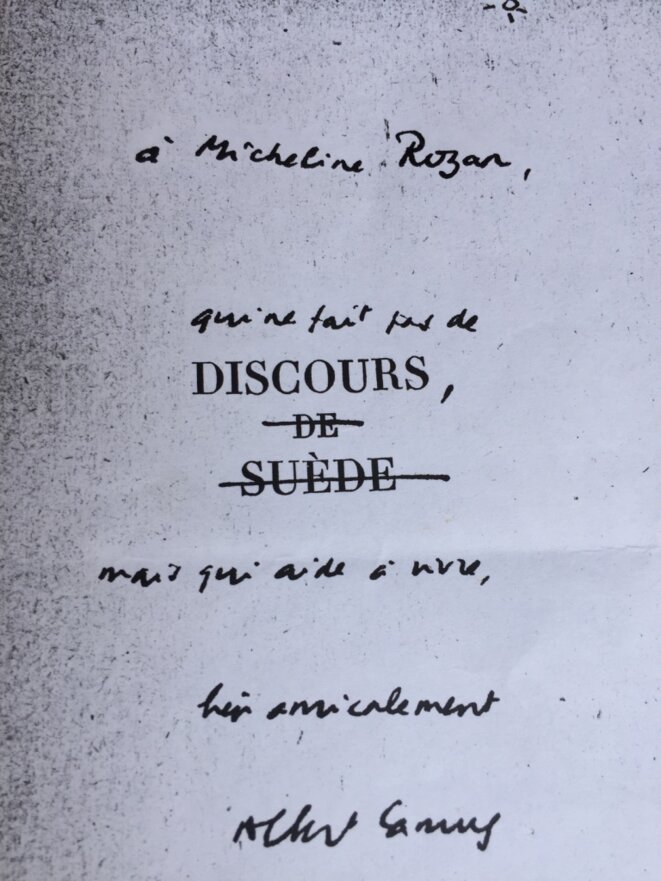 à Micheline Rozan,
qui ne fait pas de
DISCOURS,
DE
SUÈDE
mais qui aide à vivre,
bien amicalement
Albert Camus